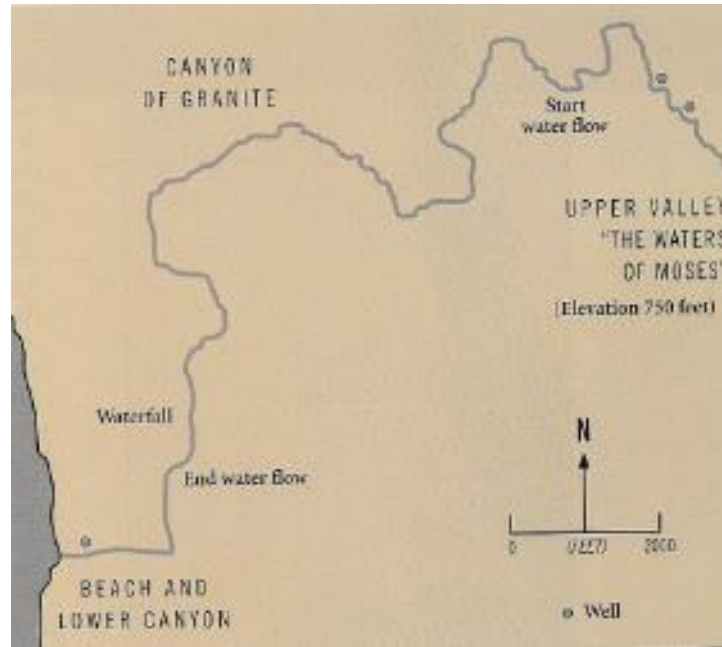 CANYON
OF GRANITE
Start
water flow
UPPER VALLEY
"THE WATERS
OF MOSES"
(Elevation 750 feet)
Waterfall
N
End water flow
0 (FEET) 2000
BEACH AND
LOWER CANYON
Well